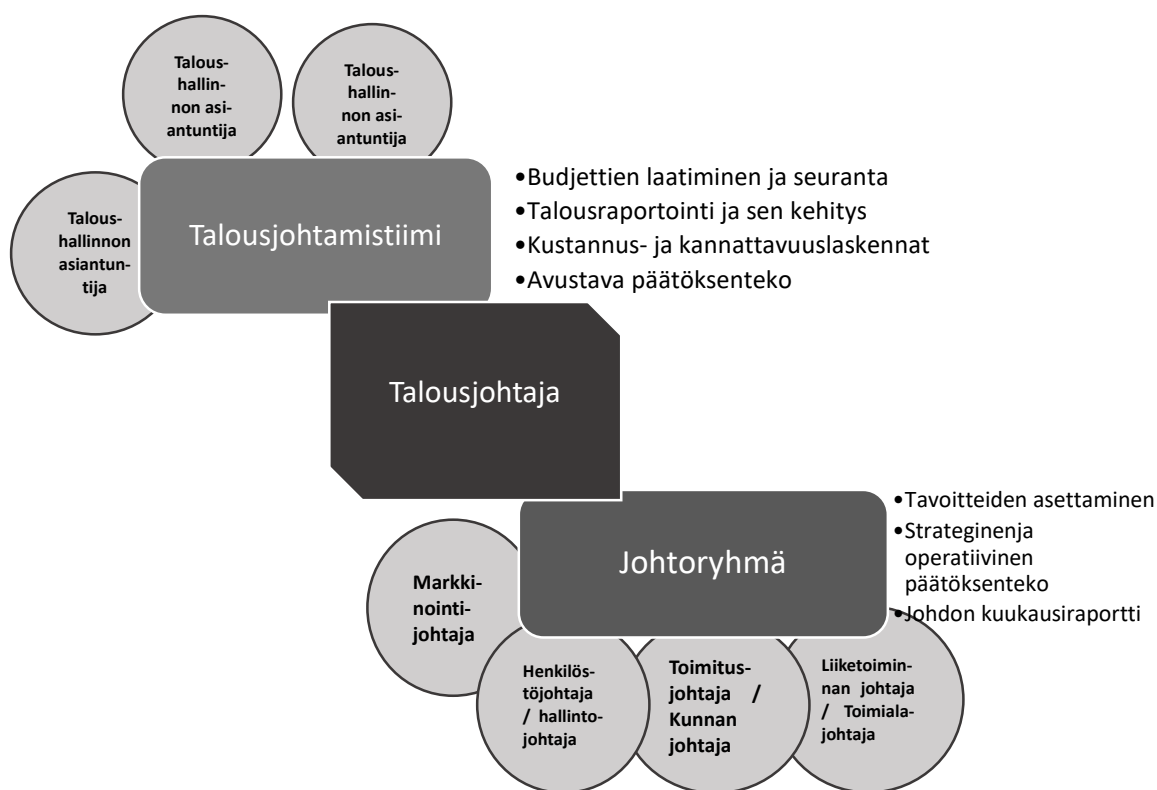 Talous-
hallin-
non asi-
antuntija
Talous-
hallin-
non asi-
antuntija
Talous-
hallinnon
asiantun-
tija
Talousjohtamistiimi
•Budjettien laatiminen ja seuranta
•Talousraportointi ja sen kehitys
•Kustannus- ja kannattavuuslaskennat
•Avustava päätöksenteko
Talousjohtaja
Johtoryhmä
•Tavoitteiden asettaminen
•Strateginenja
operatiivinen
päätöksenteko
•Johdon kuukausiraportti
Markki-
nointi-
johtaja
Henkilös-
töjohtaja
/ hallinto-
johtaja
Toimitus-
johtaja /
Kunnan
johtaja
Liiketoimin-
nan johtaja
/ Toimiala-
johtaja